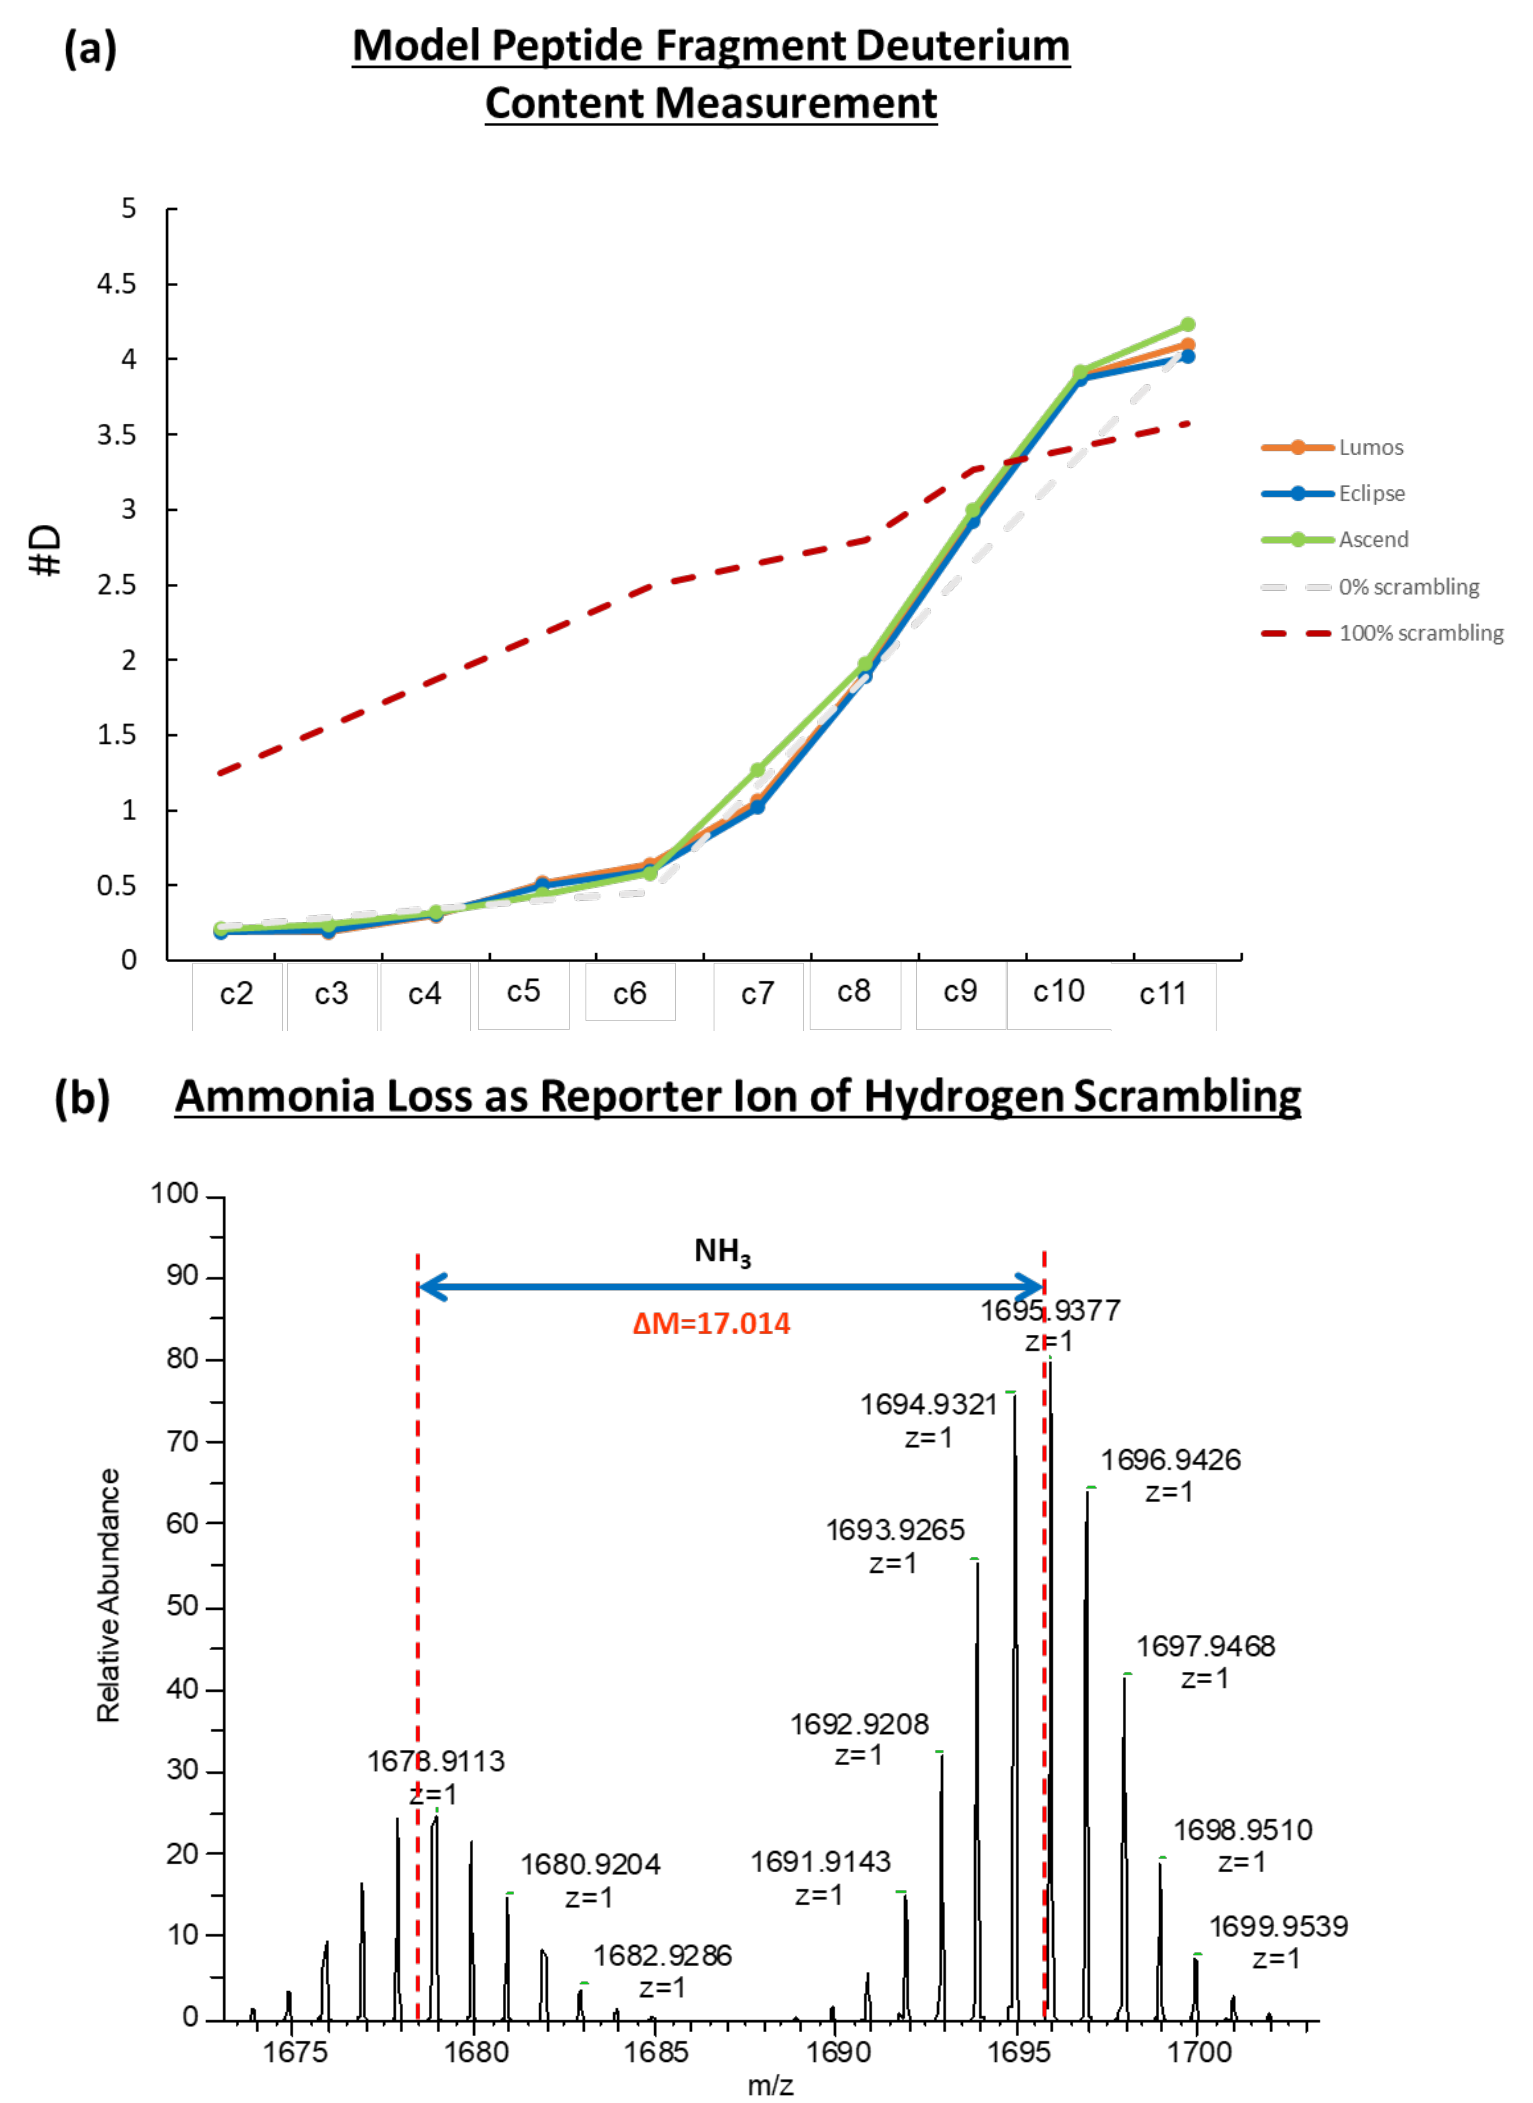 (a)
Model Peptide Fragment Deuterium
Content Measurement
5
4.5
4
3.5
3
2.5
2
1.5
1
0.5
0
#D
c2 c3 c4 c5 c6 c7 c8 c9 c10 c11
Lumos
Eclipse
Ascend
0% scrambling
100% scrambling
(b) Ammonia Loss as Reporter Ion of Hydrogen Scrambling
100
90
80
70
60
50
40
30
20
10
0
Relative Abundance
NH₃
ΔM=17.014
1695.9377
z=1
1694.9321
z=1
1696.9426
z=1
1693.9265
z=1
1697.9468
z=1
1692.9208
z=1
1678.9113
z=1
1698.9510
z=1
1691.9143
z=1
1680.9204
z=1
1699.9539
z=1
1682.9286
z=1
1675 1680 1685 1690 1695 1700
m/z